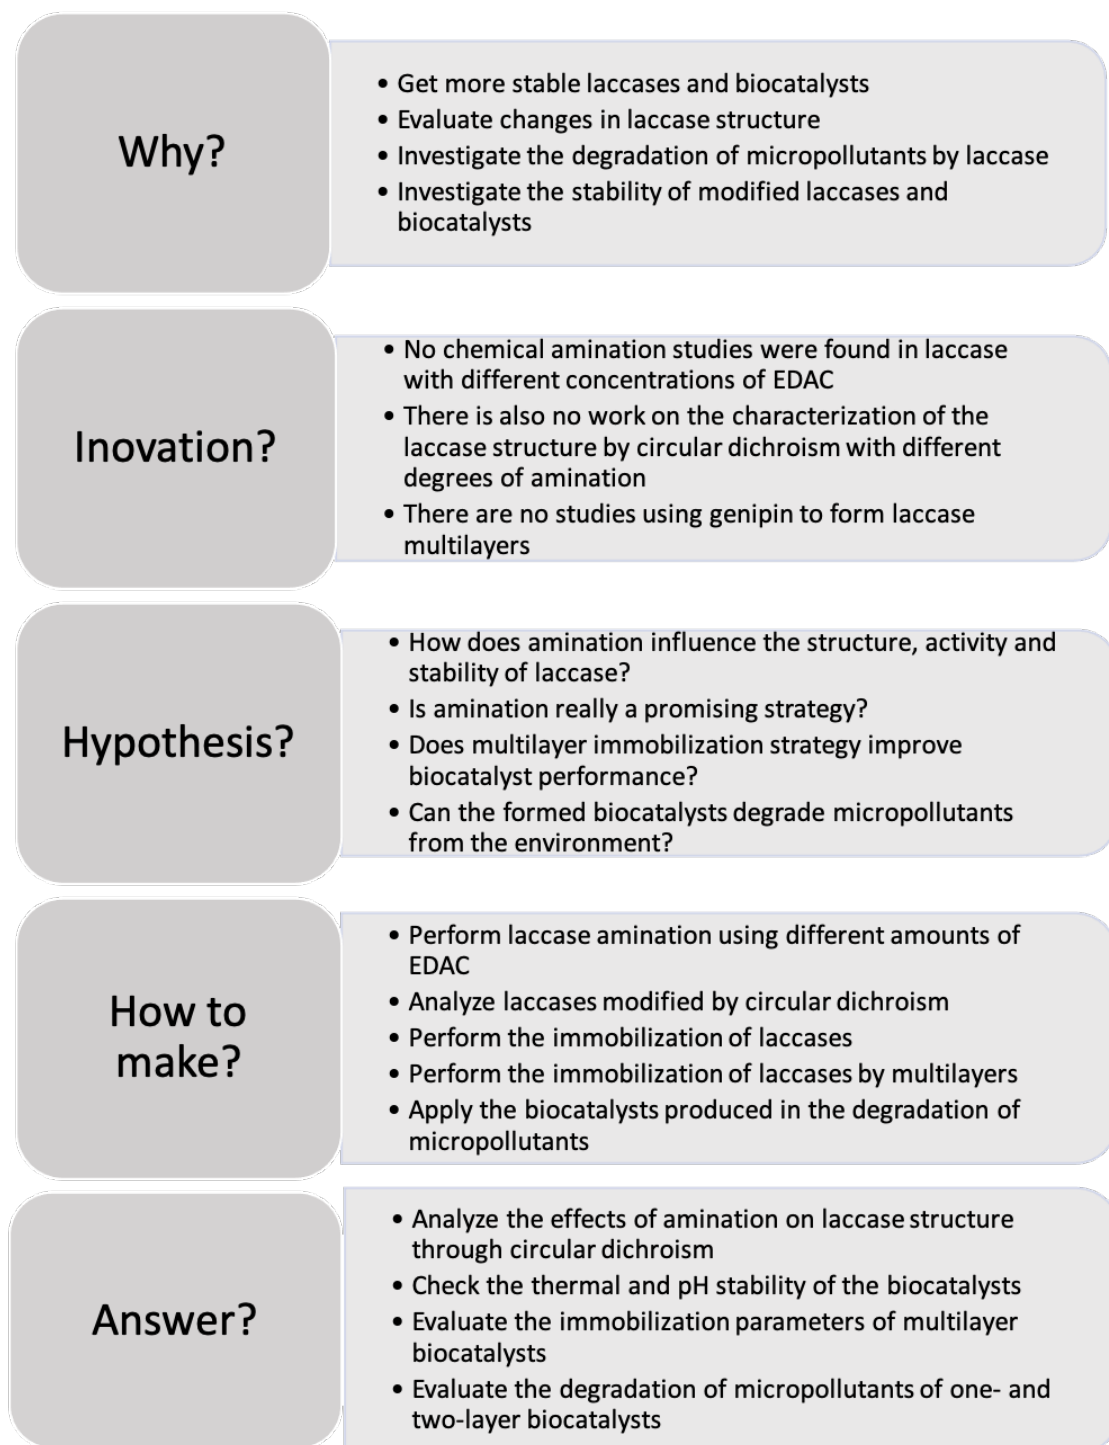 Why?
• Get more stable laccases and biocatalysts
• Evaluate changes in laccase structure
• Investigate the degradation of micropollutants by laccase
• Investigate the stability of modified laccases and
biocatalysts
Inovation?
• No chemical amination studies were found in laccase
with different concentrations of EDAC
• There is also no work on the characterization of the
laccase structure by circular dichroism with different
degrees of amination
• There are no studies using genipin to form laccase
multilayers
Hypothesis?
• How does amination influence the structure, activity and
stability of laccase?
• Is amination really a promising strategy?
• Does multilayer immobilization strategy improve
biocatalyst performance?
• Can the formed biocatalysts degrade micropollutants
from the environment?
How to
make?
• Perform laccase amination using different amounts of
EDAC
• Analyze laccases modified by circular dichroism
• Perform the immobilization of laccases
• Perform the immobilization of laccases by multilayers
• Apply the biocatalysts produced in the degradation of
micropollutants
Answer?
• Analyze the effects of amination on laccase structure
through circular dichroism
• Check the thermal and pH stability of the biocatalysts
• Evaluate the immobilization parameters of multilayer
biocatalysts
• Evaluate the degradation of micropollutants of one- and
two-layer biocatalysts